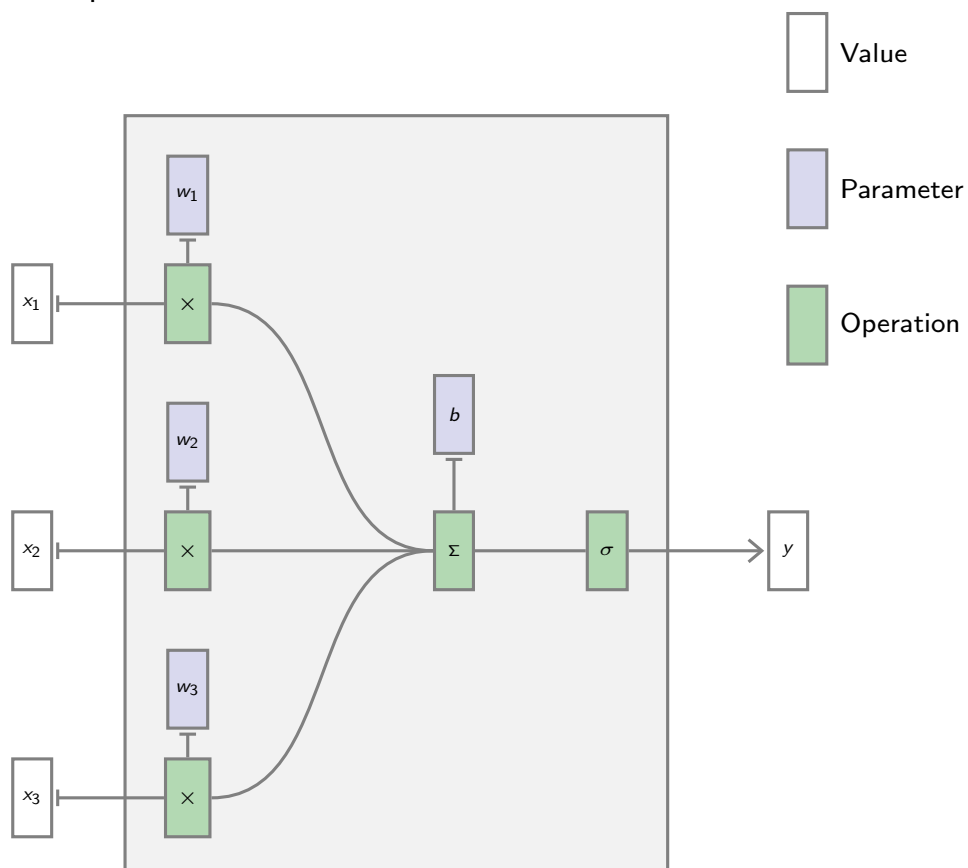 Value
w₁
Parameter
x₁
×
Operation
b
w₂
x₂
×
Σ
σ
y
w₃
x₃
×